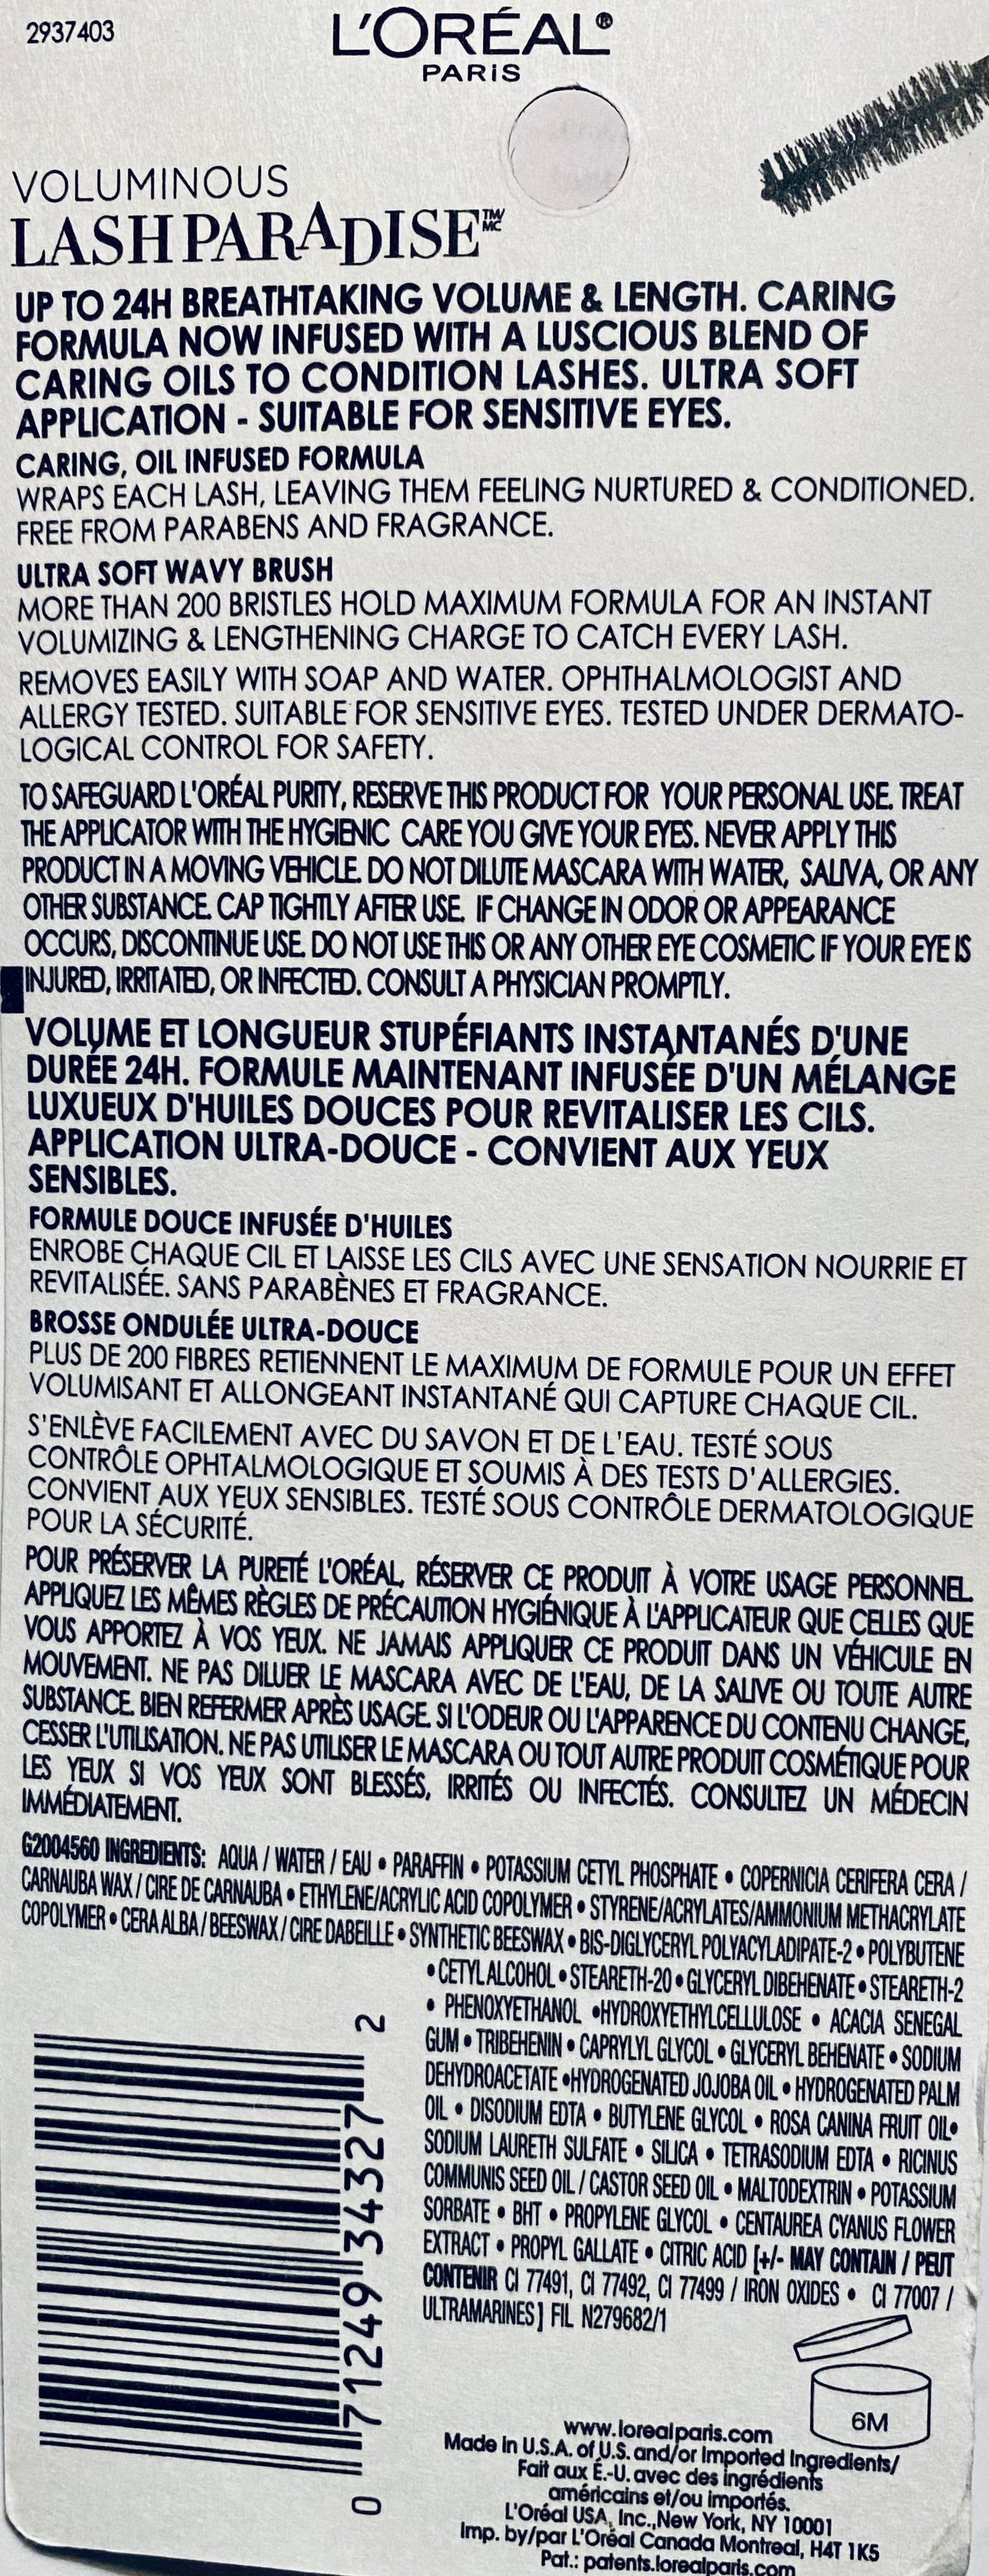 2937403
L'ORÉAL®
PARIS
VOLUMINOUS
LASH PARADISE TM/MC
UP TO 24H BREATHTAKING VOLUME & LENGTH. CARING
FORMULA NOW INFUSED WITH A LUSCIOUS BLEND OF
CARING OILS TO CONDITION LASHES. ULTRA SOFT
APPLICATION - SUITABLE FOR SENSITIVE EYES.
CARING, OIL INFUSED FORMULA
WRAPS EACH LASH, LEAVING THEM FEELING NURTURED & CONDITIONED.
FREE FROM PARABENS AND FRAGRANCE.
ULTRA SOFT WAVY BRUSH
MORE THAN 200 BRISTLES HOLD MAXIMUM FORMULA FOR AN INSTANT
VOLUMIZING & LENGTHENING CHARGE TO CATCH EVERY LASH.
REMOVES EASILY WITH SOAP AND WATER. OPHTHALMOLOGIST AND
ALLERGY TESTED. SUITABLE FOR SENSITIVE EYES. TESTED UNDER DERMATO-
LOGICAL CONTROL FOR SAFETY.
TO SAFEGUARD L'ORÉAL PURITY, RESERVE THIS PRODUCT FOR YOUR PERSONAL USE. TREAT
THE APPLICATOR WITH THE HYGIENIC CARE YOU GIVE YOUR EYES. NEVER APPLY THIS
PRODUCT IN A MOVING VEHICLE. DO NOT DILUTE MASCARA WITH WATER, SALIVA, OR ANY
OTHER SUBSTANCE. CAP TIGHTLY AFTER USE. IF CHANGE IN ODOR OR APPEARANCE
OCCURS, DISCONTINUE USE. DO NOT USE THIS OR ANY OTHER EYE COSMETIC IF YOUR EYE IS
INJURED, IRRITATED, OR INFECTED. CONSULT A PHYSICIAN PROMPTLY.
VOLUME ET LONGUEUR STUPÉFIANTS INSTANTANÉS D'UNE
DURÉE 24H. FORMULE MAINTENANT INFUSÉE D'UN MÉLANGE
LUXUEUX D'HUILES DOUCES POUR REVITALISER LES CILS.
APPLICATION ULTRA-DOUCE - CONVIENT AUX YEUX
SENSIBLES.
FORMULE DOUCE INFUSÉE D'HUILES
ENROBE CHAQUE CIL ET LAISSE LES CILS AVEC UNE SENSATION NOURRIE ET
REVITALISÉE. SANS PARABÈNES ET FRAGRANCE.
BROSSE ONDULÉE ULTRA-DOUCE
PLUS DE 200 FIBRES RETIENNENT LE MAXIMUM DE FORMULE POUR UN EFFET
VOLUMISANT ET ALLONGEANT INSTANTANÉ QUI CAPTURE CHAQUE CIL.
S'ENLÈVE FACILEMENT AVEC DU SAVON ET DE L'EAU. TESTÉ SOUS
CONTRÔLE OPHTALMOLOGIQUE ET SOUMIS À DES TESTS D'ALLERGIES.
CONVIENT AUX YEUX SENSIBLES. TESTÉ SOUS CONTRÔLE DERMATOLOGIQUE
POUR LA SÉCURITÉ.
POUR PRÉSERVER LA PURETÉ L'ORÉAL, RÉSERVER CE PRODUIT À VOTRE USAGE PERSONNEL.
APPLIQUEZ LES MÊMES RÈGLES DE PRÉCAUTION HYGIÉNIQUE À L'APPLICATEUR QUE CELLES QUE
VOUS APPORTEZ À VOS YEUX. NE JAMAIS APPLIQUER CE PRODUIT DANS UN VÉHICULE EN
MOUVEMENT. NE PAS DILUER LE MASCARA AVEC DE L'EAU, DE LA SALIVE OU TOUTE AUTRE
SUBSTANCE. BIEN REFERMER APRÈS USAGE. SI L'ODEUR OU L'APPARENCE DU CONTENU CHANGE,
CESSER L'UTILISATION. NE PAS UTILISER LE MASCARA OU TOUT AUTRE PRODUIT COSMÉTIQUE POUR
LES YEUX SI VOS YEUX SONT BLESSÉS, IRRITÉS OU INFECTÉS. CONSULTEZ UN MÉDECIN
IMMÉDIATEMENT.
G2004560 INGREDIENTS: AQUA / WATER / EAU • PARAFFIN • POTASSIUM CETYL PHOSPHATE • COPERNICIA CERIFERA CERA /
CARNAUBA WAX / CIRE DE CARNAUBA • ETHYLENE/ACRYLIC ACID COPOLYMER • STYRENE/ACRYLATES/AMMONIUM METHACRYLATE
COPOLYMER • CERA ALBA / BEESWAX / CIRE DABEILLE • SYNTHETIC BEESWAX • BIS-DIGLYCERYL POLYACYLADIPATE-2 • POLYBUTENE
• CETYL ALCOHOL • STEARETH-20 • GLYCERYL DIBEHENATE • STEARETH-2
• PHENOXYETHANOL •HYDROXYETHYLCELLULOSE • ACACIA SENEGAL
GUM • TRIBEHENIN • CAPRYLYL GLYCOL • GLYCERYL BEHENATE • SODIUM
DEHYDROACETATE •HYDROGENATED JOJOBA OIL • HYDROGENATED PALM
OIL • DISODIUM EDTA • BUTYLENE GLYCOL • ROSA CANINA FRUIT OIL•
SODIUM LAURETH SULFATE • SILICA • TETRASODIUM EDTA • RICINUS
COMMUNIS SEED OIL / CASTOR SEED OIL • MALTODEXTRIN • POTASSIUM
SORBATE • BHT • PROPYLENE GLYCOL • CENTAUREA CYANUS FLOWER
EXTRACT • PROPYL GALLATE • CITRIC ACID [+/- MAY CONTAIN / PEUT
CONTENIR CI 77491, CI 77492, CI 77499 / IRON OXIDES • CI 77007 /
ULTRAMARINES] FIL N279682/1
0 71249 34327 2
6M
www.lorealparis.com
Made in U.S.A. of U.S. and/or Imported Ingredients/
Fait aux É.-U. avec des ingrédients
américains et/ou importés.
L'Oréal USA, Inc.,New York, NY 10001
Imp. by/par L'Oréal Canada Montreal, H4T 1K5
Pat.: patents.lorealparis.com